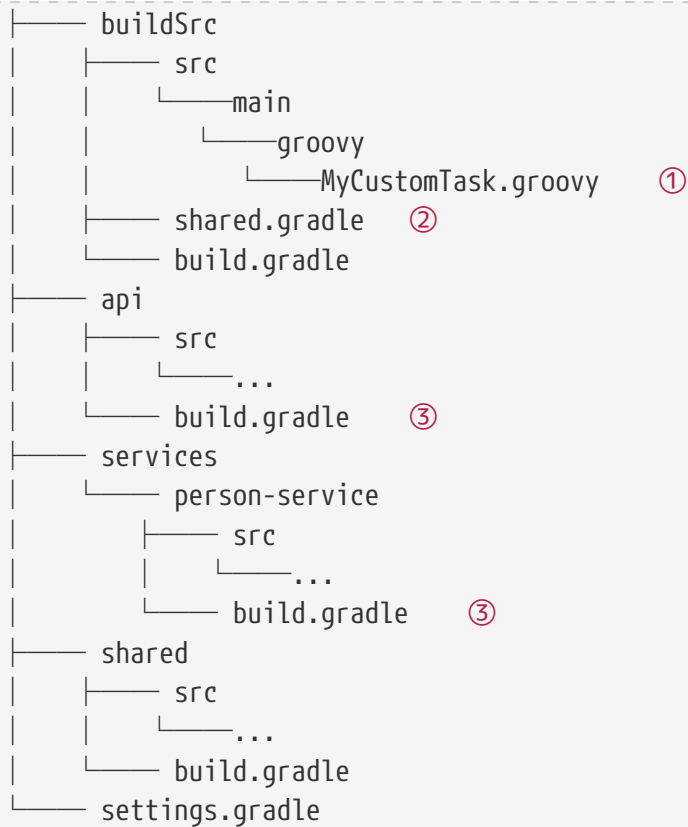 ├── buildSrc
│   ├── src
│   │   └──main
│   │      └──groovy
│   │         └──MyCustomTask.groovy ①
│   ├── shared.gradle ②
│   └── build.gradle
├── api
│   ├── src
│   │   └──...
│   └── build.gradle ③
├── services
│   └── person-service
│       ├── src
│       │   └──...
│       └── build.gradle ③
├── shared
│   ├── src
│   │   └──...
│   └── build.gradle
└── settings.gradle